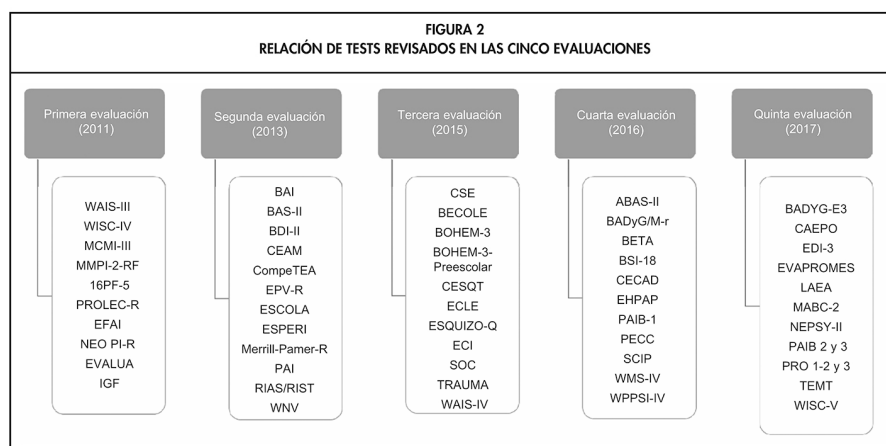 FIGURA 2
RELACIÓN DE TESTS REVISADOS EN LAS CINCO EVALUACIONES
Primera evaluación
(2011)
WAIS-III
WISC-IV
MCMI-III
MMPI-2-RF
16PF-5
PROLEC-R
EFAI
NEO PI-R
EVALUA
IGF
Segunda evaluación
(2013)
BAI
BAS-II
BDI-II
CEAM
CompeTEA
EPV-R
ESCOLA
ESPERI
Merrill-Pamer-R
PAI
RIAS/RIST
WNV
Tercera evaluación
(2015)
CSE
BECOLE
BOHEM-3
BOHEM-3-
Preescolar
CESQT
ECLE
ESQUIZO-Q
ECI
SOC
TRAUMA
WAIS-IV
Cuarta evaluación
(2016)
ABAS-II
BADyG/M-r
BETA
BSI-18
CECAD
EHPAP
PAIB-1
PECC
SCIP
WMS-IV
WPPSI-IV
Quinta evaluación
(2017)
BADYG-E3
CAEPO
EDI-3
EVAPROMES
LAEA
MABC-2
NEPSY-II
PAIB 2 y 3
PRO 1-2 y 3
TEMT
WISC-V